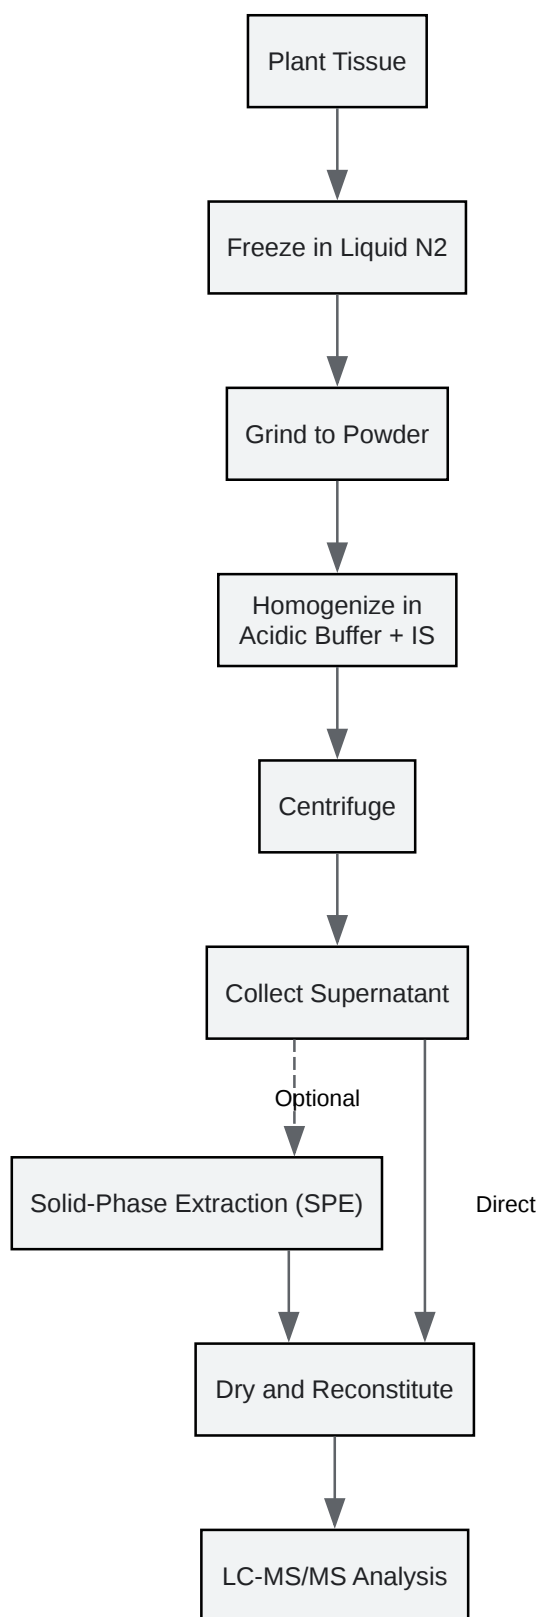 Plant Tissue
Freeze in Liquid N2
Grind to Powder
Homogenize in
Acidic Buffer + IS
Centrifuge
Collect Supernatant
Optional
Solid-Phase Extraction (SPE)
Direct
Dry and Reconstitute
LC-MS/MS Analysis